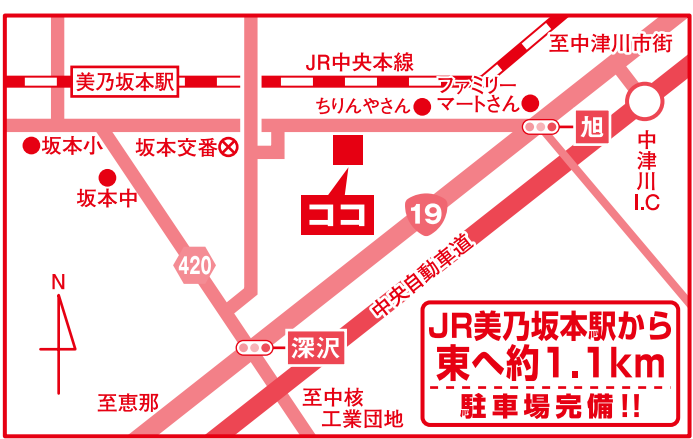 至中津川市街
JR中央本線
美乃坂本駅
ファミリー
マートさん
ちりんやさん
旭
坂本小
坂本交番
中津川I.C
坂本中
ココ
19
420
中央自動車道
N
深沢
JR美乃坂本駅から
東へ約1.1km
駐車場完備!!
至恵那
至中核
工業団地